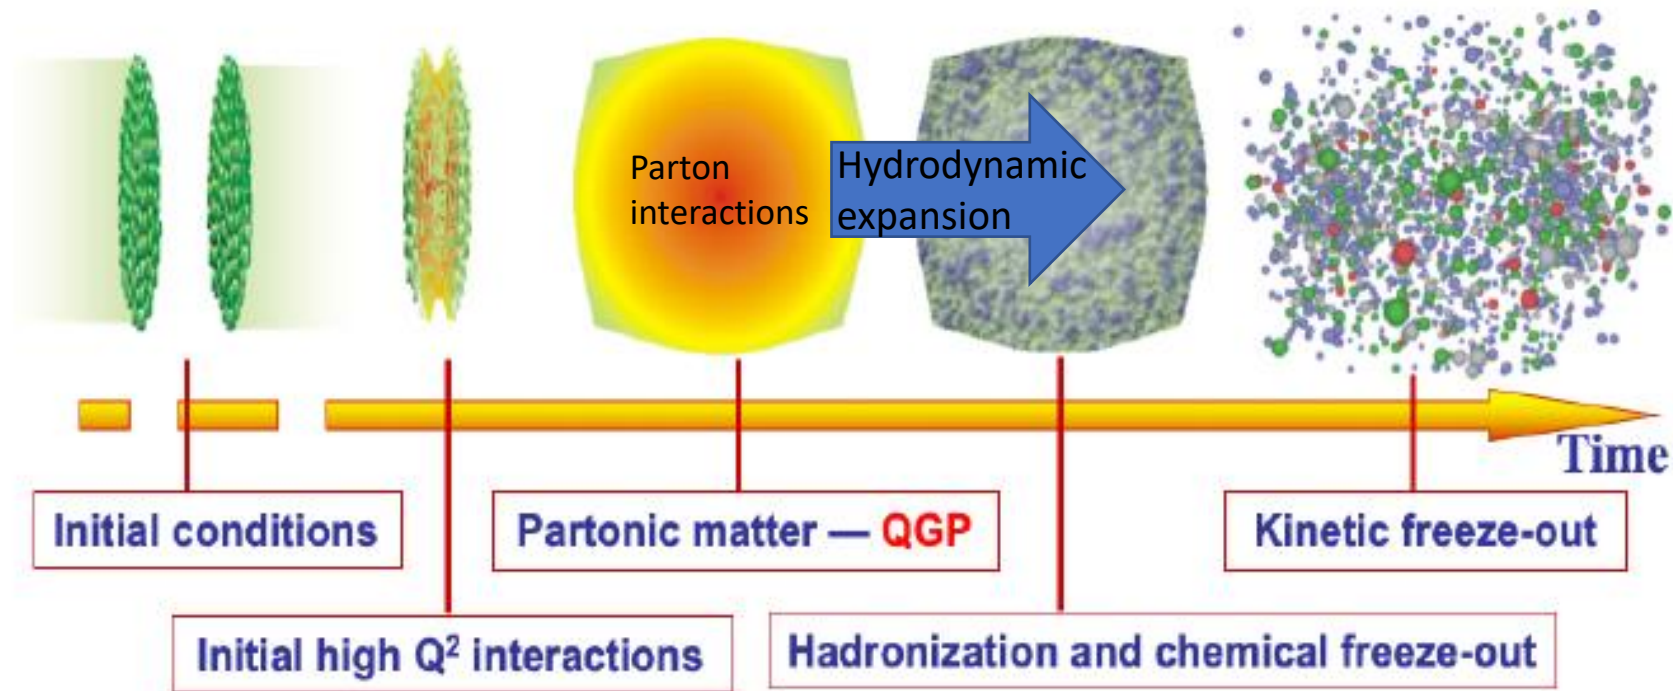 Parton
interactions
Hydrodynamic
expansion
Time
Initial conditions
Partonic matter — QGP
Kinetic freeze-out
Initial high Q² interactions
Hadronization and chemical freeze-out